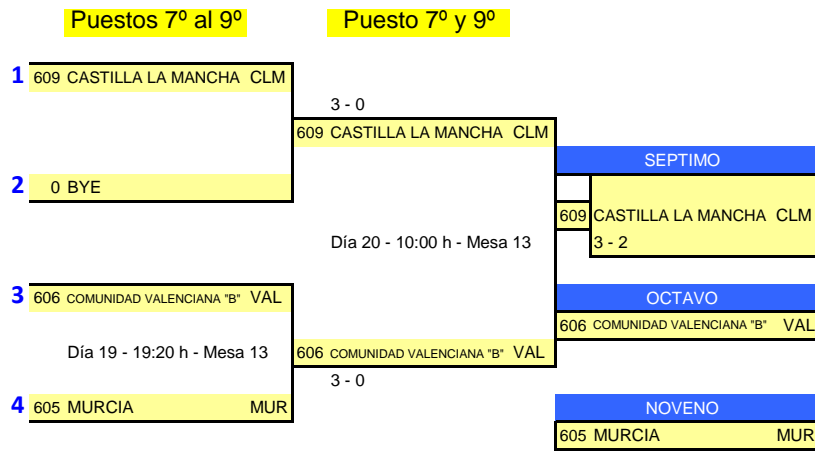 Puestos 7º al 9º Puesto 7º y 9º
1 609 CASTILLA LA MANCHA CLM
3 - 0
609 CASTILLA LA MANCHA CLM
SEPTIMO
2 0 BYE
609 CASTILLA LA MANCHA CLM
Día 20 - 10:00 h - Mesa 13 3 - 2
3 606 COMUNIDAD VALENCIANA "B" VAL OCTAVO
606 COMUNIDAD VALENCIANA "B" VAL
Día 19 - 19:20 h - Mesa 13 606 COMUNIDAD VALENCIANA "B" VAL
3 - 0
4 605 MURCIA MUR NOVENO
605 MURCIA MUR